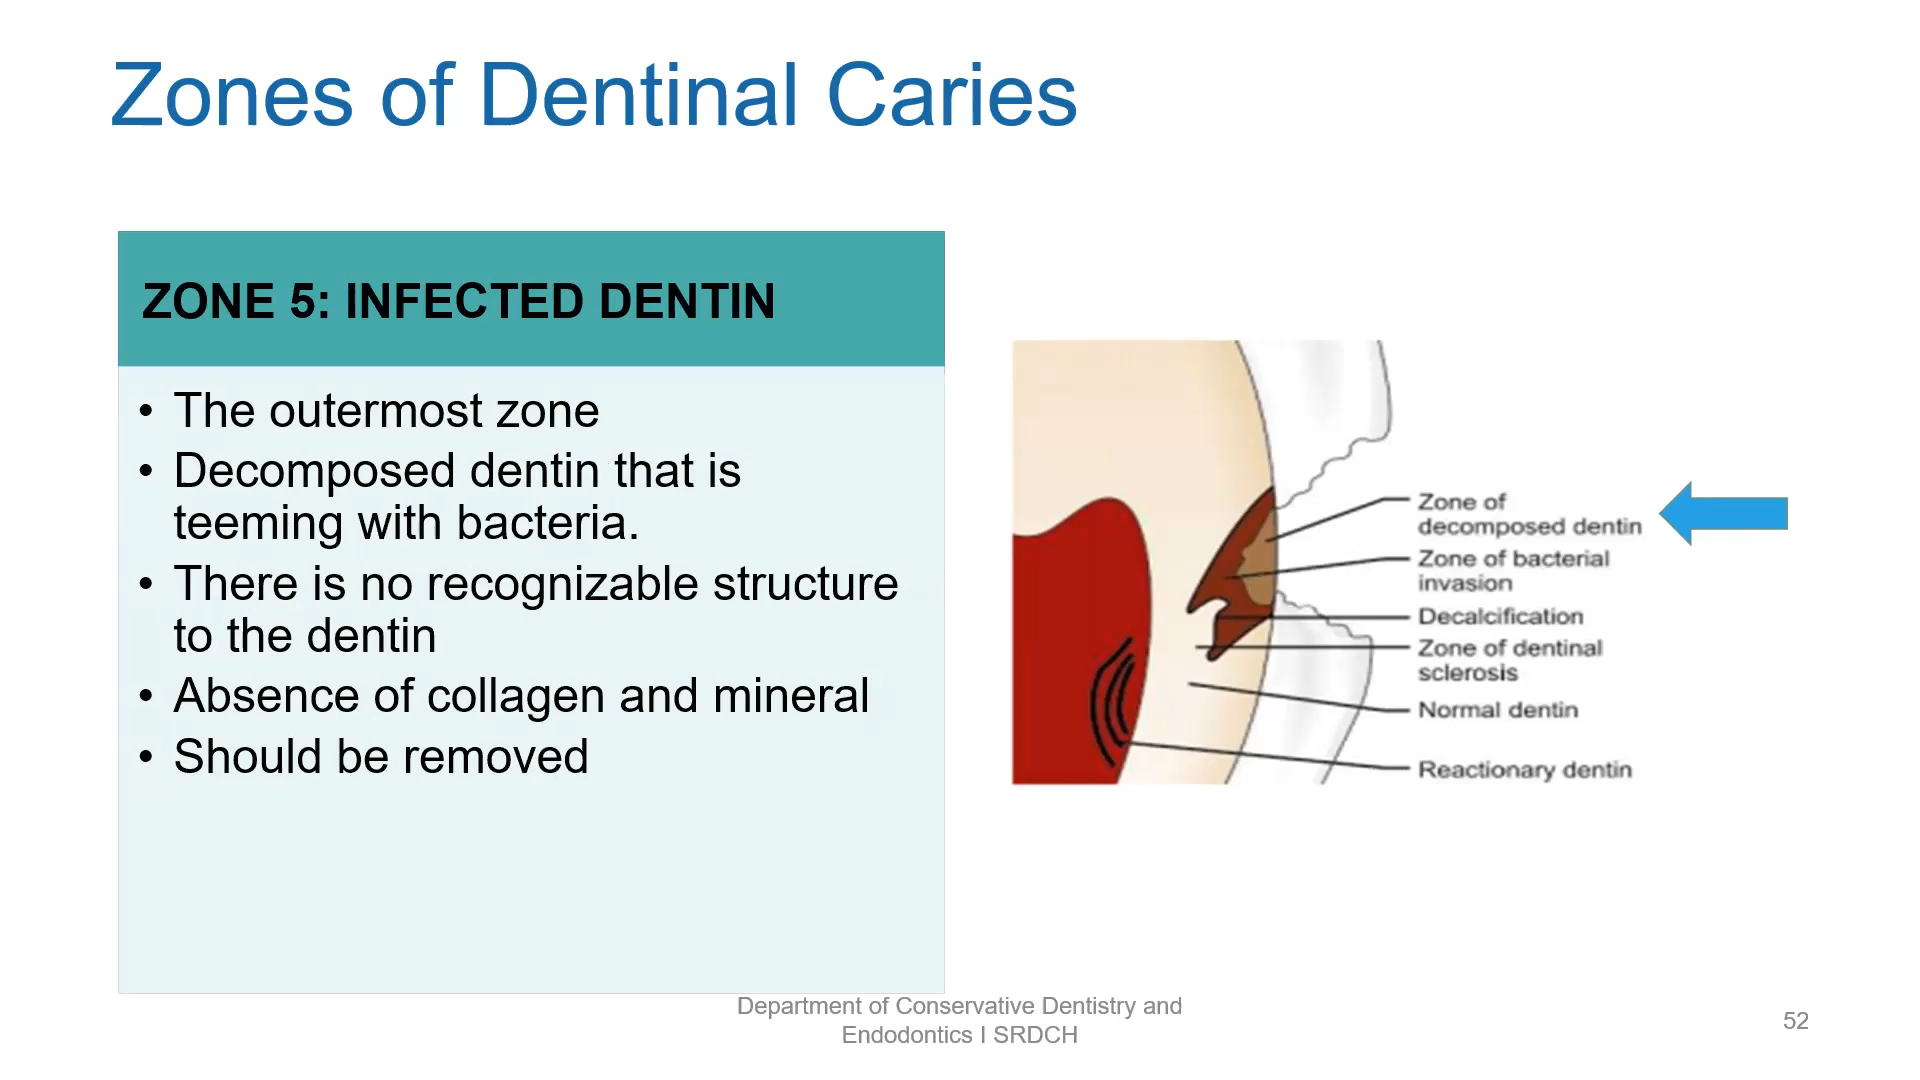 Zones of Dentinal Caries
ZONE 5: INFECTED DENTIN
• The outermost zone
• Decomposed dentin that is
teeming with bacteria.
• There is no recognizable structure
to the dentin
• Absence of collagen and mineral
• Should be removed
Zone of
decomposed dentin
Zone of bacterial
invasion
Decalcification
Zone of dentinal
sclerosis
Normal dentin
Reactionary dentin
Department of Conservative Dentistry and
Endodontics I SRDCH
52